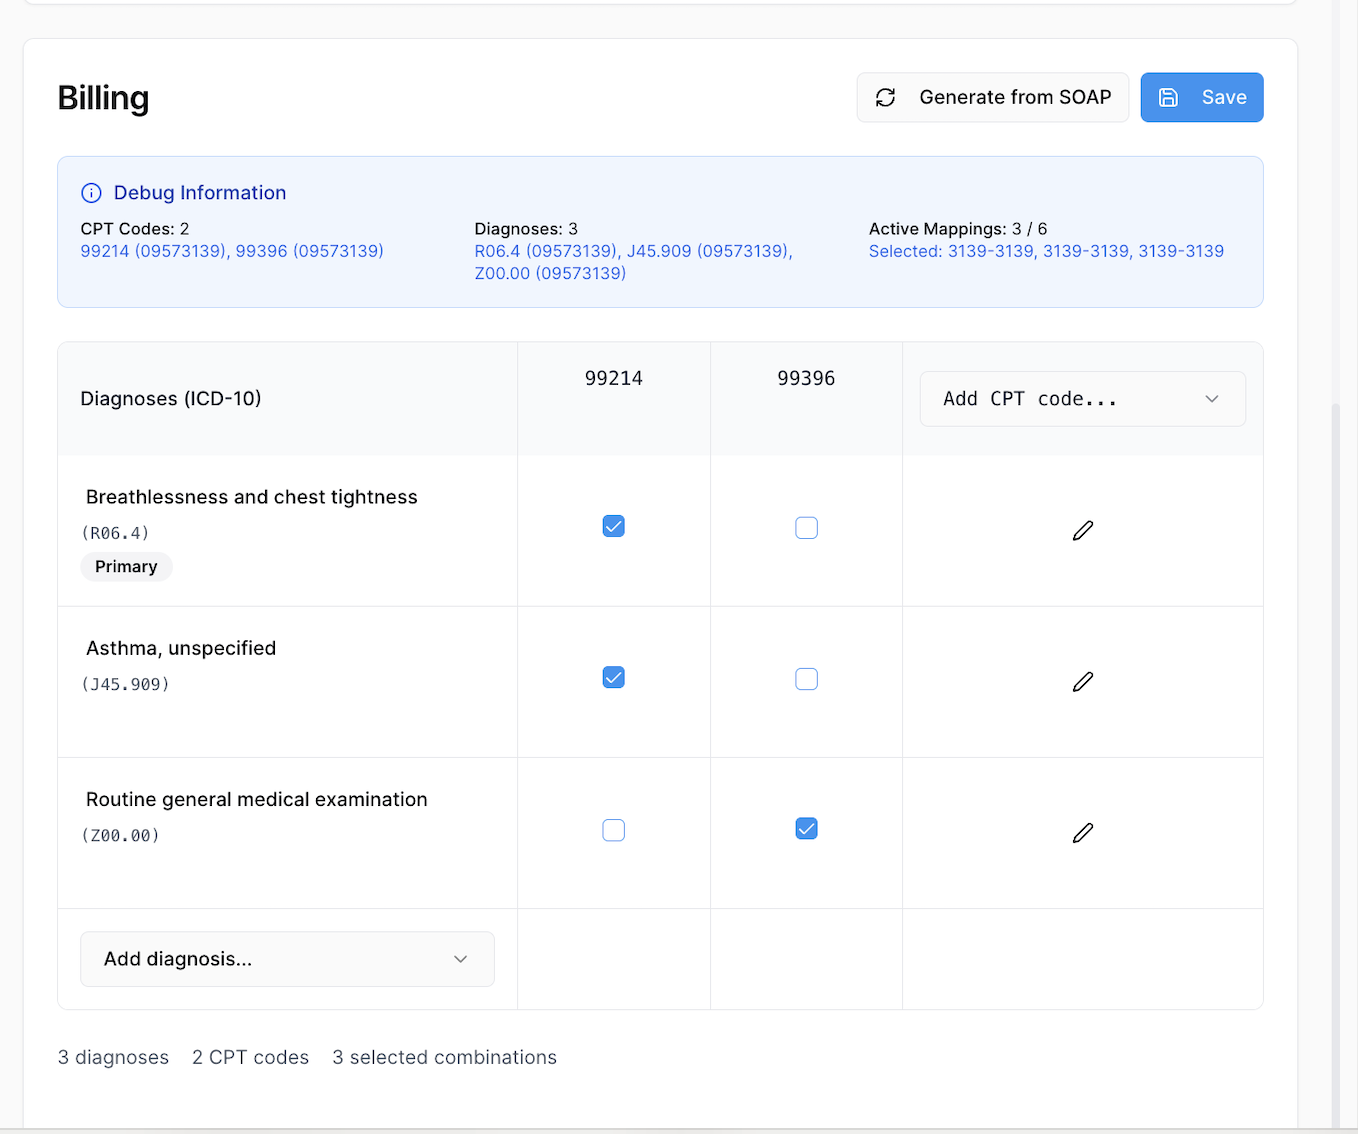 Billing
Generate from SOAP
Save
Debug Information
CPT Codes: 2
99214 (09573139), 99396 (09573139)
Diagnoses: 3
R06.4 (09573139), J45.909 (09573139),
Z00.00 (09573139)
Active Mappings: 3 / 6
Selected: 3139-3139, 3139-3139, 3139-3139
Diagnoses (ICD-10)
99214
99396
Add CPT code...
Breathlessness and chest tightness
(R06.4)
Primary
Asthma, unspecified
(J45.909)
Routine general medical examination
(Z00.00)
Add diagnosis...
3 diagnoses
2 CPT codes
3 selected combinations